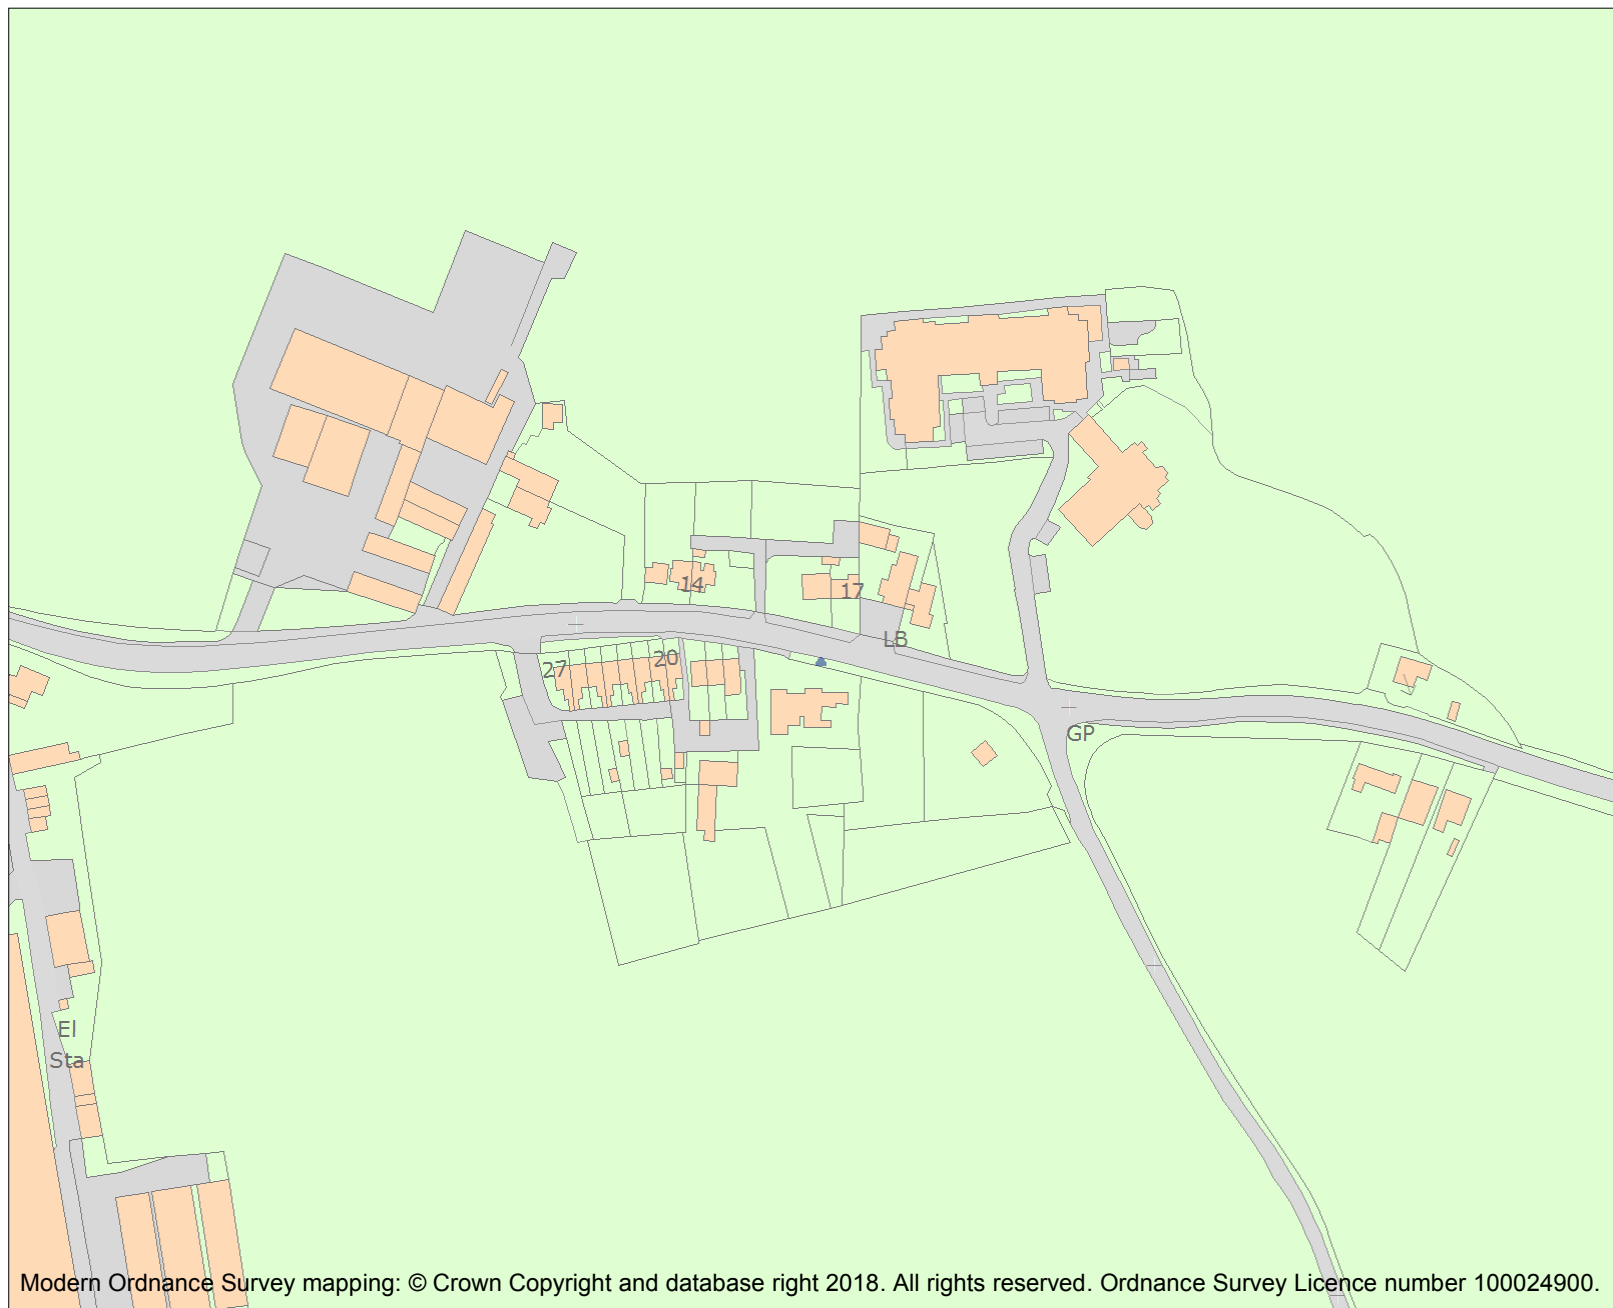 14
17
LB
27
20
GP
El
Sta
Modern Ordnance Survey mapping: © Crown Copyright and database right 2018. All rights reserved. Ordnance Survey Licence number 100024900.